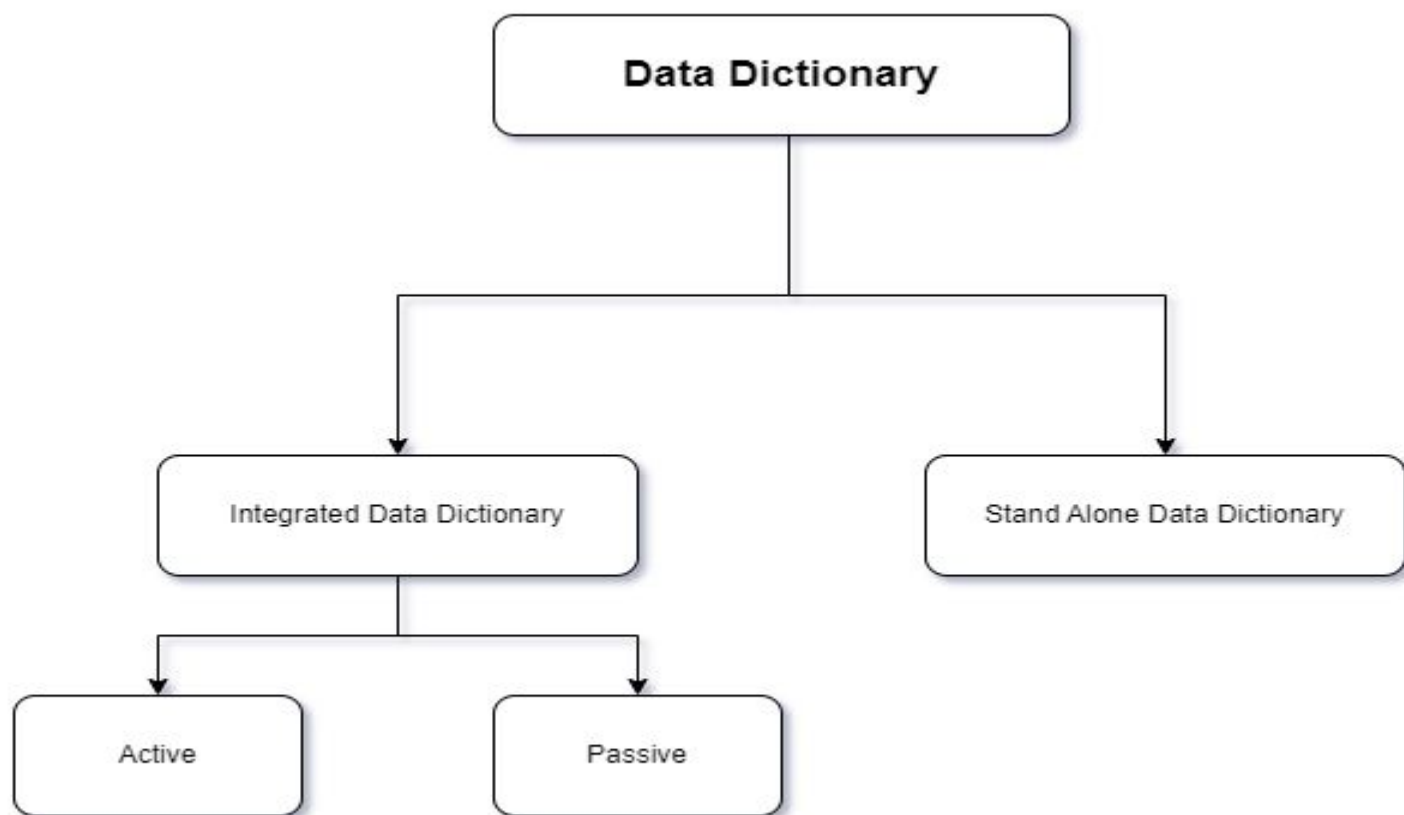 Data Dictionary
Integrated Data Dictionary
Stand Alone Data Dictionary
Active
Passive